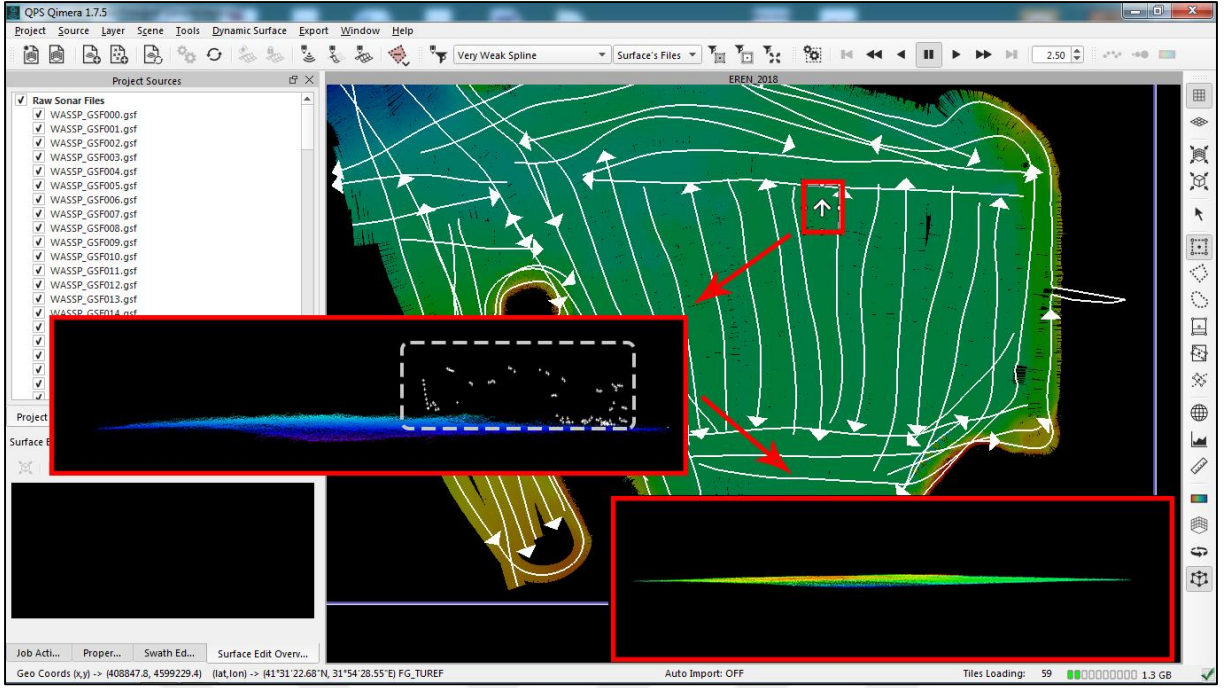 QPS Qimera 1.7.5
Project Source Layer Scene Tools Dynamic Surface Export Window Help
Very Weak Spline Surface's Files 2.50
Project Sources EREN_2018
Raw Sonar Files
WASSP_GSF000.gsf
WASSP_GSF001.gsf
WASSP_GSF002.gsf
WASSP_GSF003.gsf
WASSP_GSF004.gsf
WASSP_GSF005.gsf
WASSP_GSF006.gsf
WASSP_GSF007.gsf
WASSP_GSF008.gsf
WASSP_GSF009.gsf
WASSP_GSF010.gsf
WASSP_GSF011.gsf
WASSP_GSF012.gsf
WASSP_GSF013.gsf
WASSP_GSF014.gsf
Project
Surface E
Job Acti... Proper... Swath Ed... Surface Edit Overv...
Geo Coords (x,y) -> (408847.8, 4599229.4) (lat,lon) -> (41°31'22.68"N, 31°54'28.55"E) FG_TUREF Auto Import: OFF Tiles Loading: 59 1.3 GB